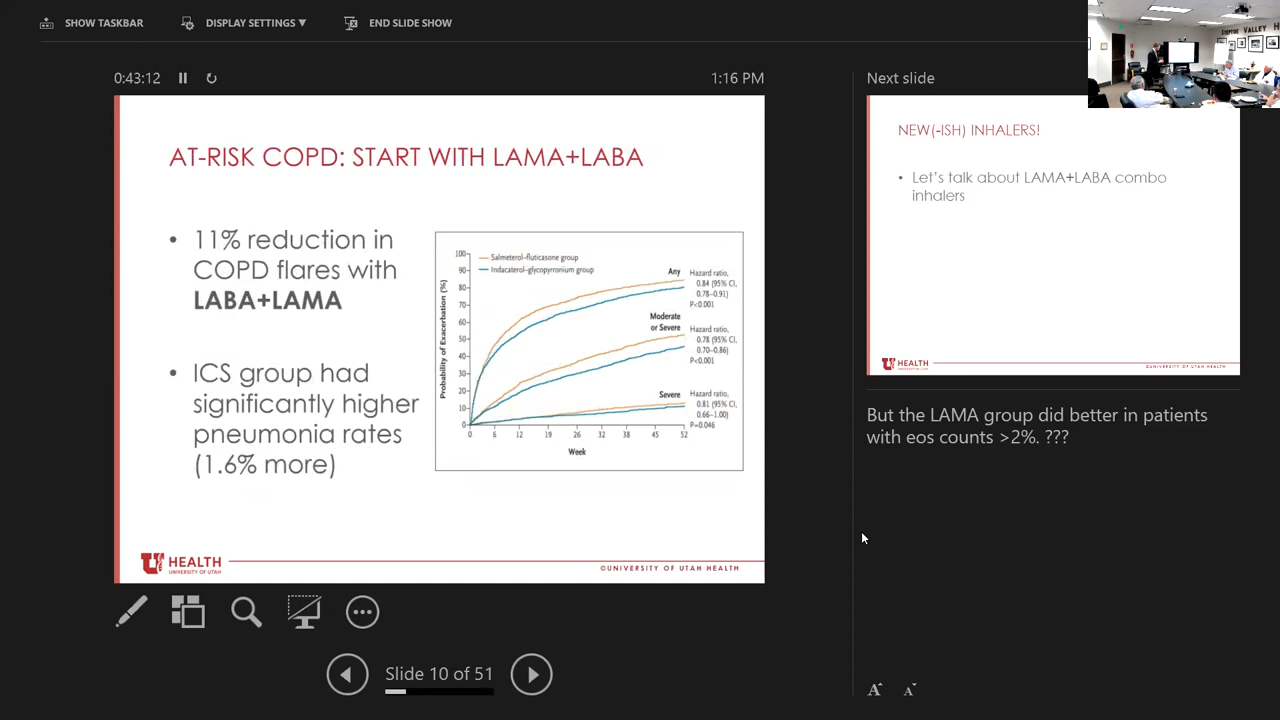 SHOW TASKBAR
DISPLAY SETTINGS ▼
END SLIDE SHOW
0:43:12
1:16 PM
AT-RISK COPD: START WITH LAMA+LABA
• 11% reduction in
COPD flares with
LABA+LAMA
• ICS group had
significantly higher
pneumonia rates
(1.6% more)
Salmeterol–fluticasone group
Indacaterol–glycopyrronium group
Probability of Exacerbation (%)
100
90
80
70
60
50
40
30
20
10
0
0 6 12 19 26 32 38 45 52
Week
Any
Hazard ratio,
0.84 (95% CI,
0.78–0.91)
P<0.001
Moderate
or Severe
Hazard ratio,
0.78 (95% CI,
0.70–0.86)
P<0.001
Severe
Hazard ratio,
0.81 (95% CI,
0.66–1.00)
P=0.046
HEALTH
UNIVERSITY OF UTAH
©UNIVERSITY OF UTAH HEALTH
Slide 10 of 51
Next slide
VALLEY H
NEW(-ISH) INHALERS!
• Let's talk about LAMA+LABA combo
inhalers
HEALTH
©UNIVERSITY OF UTAH HEALTH
But the LAMA group did better in patients
with eos counts >2%. ???
A A